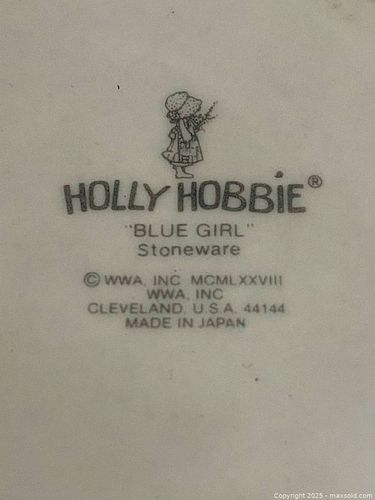 HOLLY HOBBIE®
"BLUE GIRL"
Stoneware
© WWA, INC MCMLXXVIII
WWA, INC
CLEVELAND, U.S.A. 44144
MADE IN JAPAN
Copyright 2025 - maxsold.com